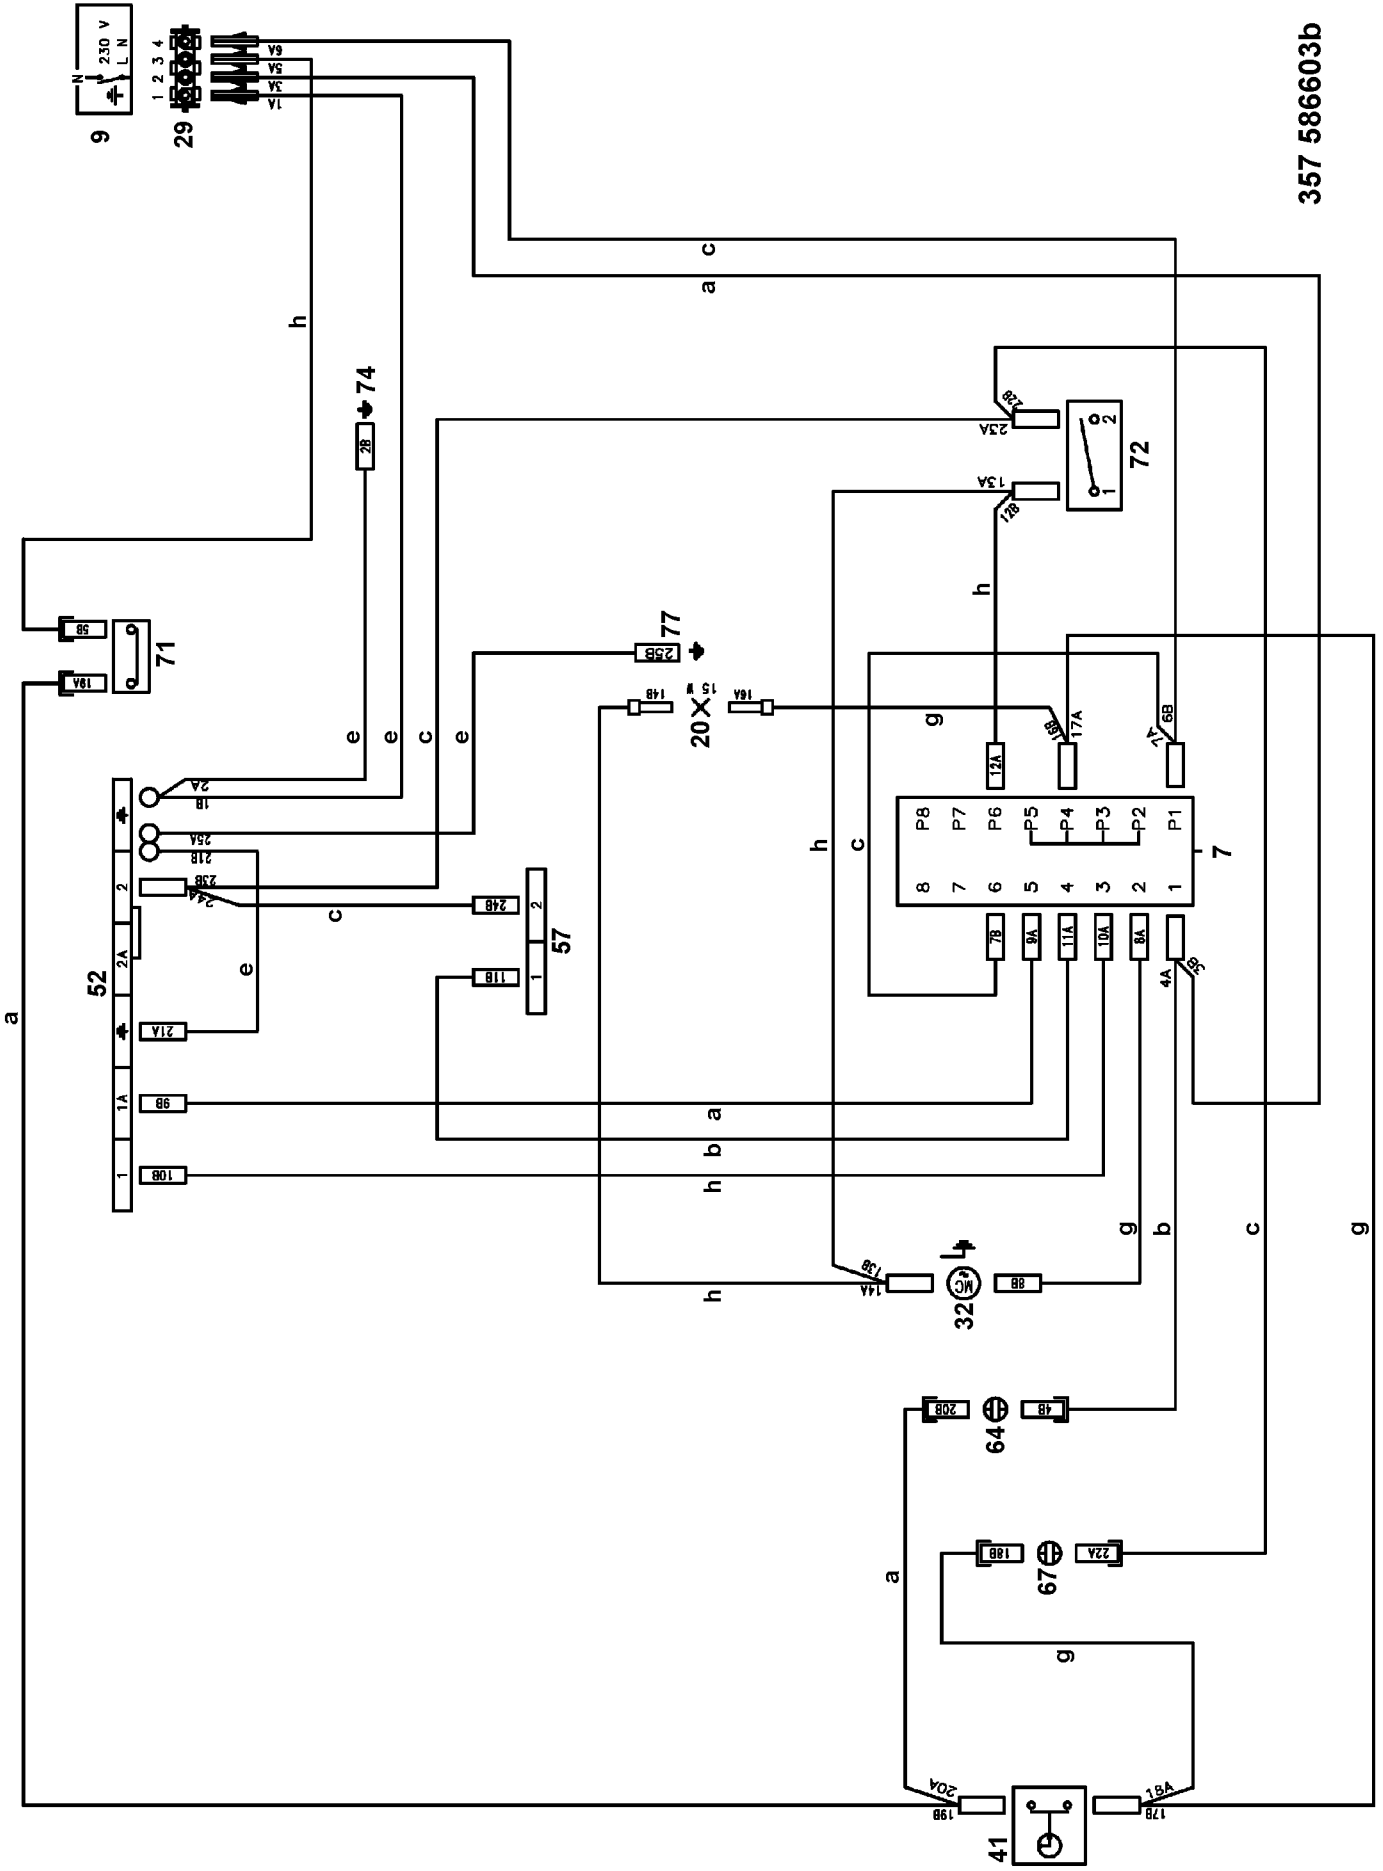 9
N
230 V
L N
29
1 2 3 4
1A
3A
5A
6A
h
c
a
74
2B
e
e
c
e
22B
23A
13A
12B
72
1
2
h
5B
19A
71
77
25B
15 W
14B
16A
20
g
16B
17A
7A
6B
12A
52
1
1A
2A
2
2A
1B
25A
21B
23B
24A
c
e
21A
9B
10B
24B
11B
57
1
2
a
h
c
8
7
6
5
4
3
2
1
P8
P7
P6
P5
P4
P3
P2
P1
7
7B
9A
11A
10A
8A
4A
3B
a
b
h
g
b
c
g
h
13B
14A
MC
32
8B
20B
64
4B
a
18B
67
22A
g
20A
19B
41
18A
17B
357 586603b